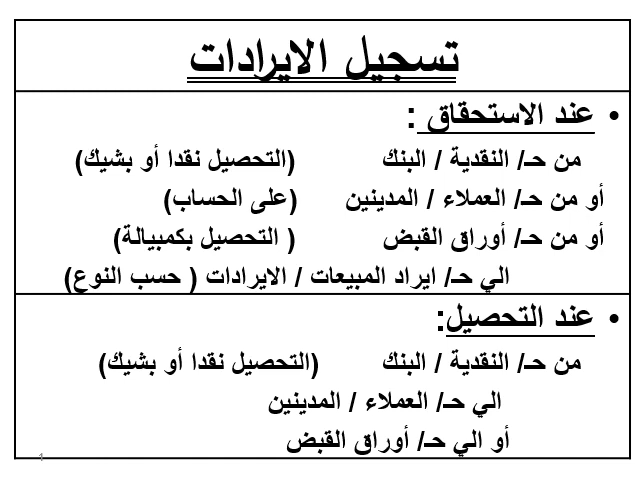 تسجيل الايرادات
• عند الاستحقاق :
من حـ/ النقدية / البنك (التحصيل نقدا أو بشيك)
أو من حـ/ العملاء / المدينين (على الحساب)
أو من حـ/ أوراق القبض ( التحصيل بكمبيالة)
الي حـ/ ايراد المبيعات / الايرادات ( حسب النوع)
• عند التحصيل:
من حـ/ النقدية / البنك (التحصيل نقدا أو بشيك)
الي حـ/ العملاء / المدينين
أو الي حـ/ أوراق القبض
1